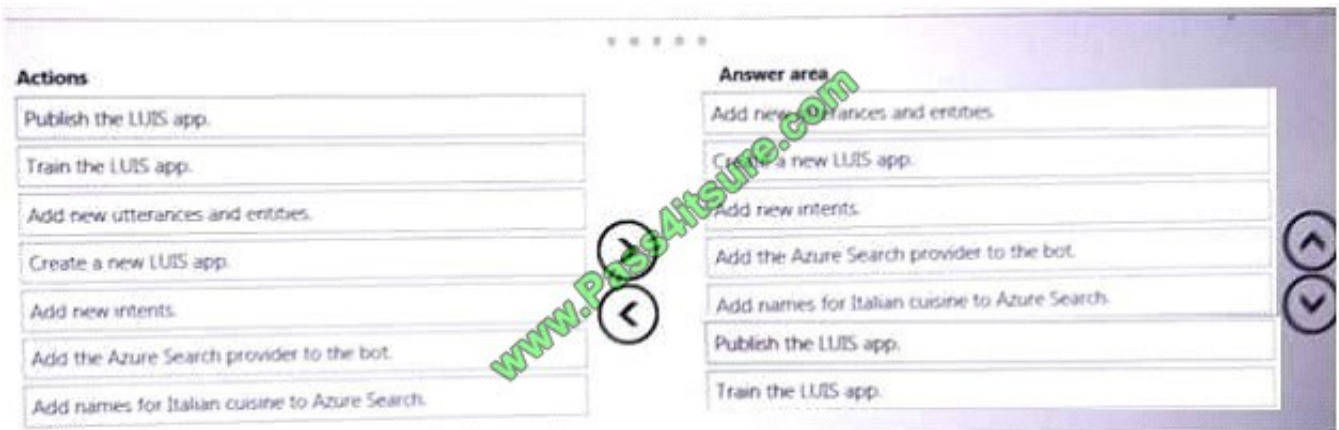 Actions
Publish the LUIS app.
Train the LUIS app.
Add new utterances and entities.
Create a new LUIS app.
Add new intents.
Add the Azure Search provider to the bot.
Add names for Italian cuisine to Azure Search.
Answer area
Add new utterances and entities.
Create a new LUIS app.
Add new intents.
Add the Azure Search provider to the bot.
Add names for Italian cuisine to Azure Search.
Publish the LUIS app.
Train the LUIS app.
www.Pass4itsure.com